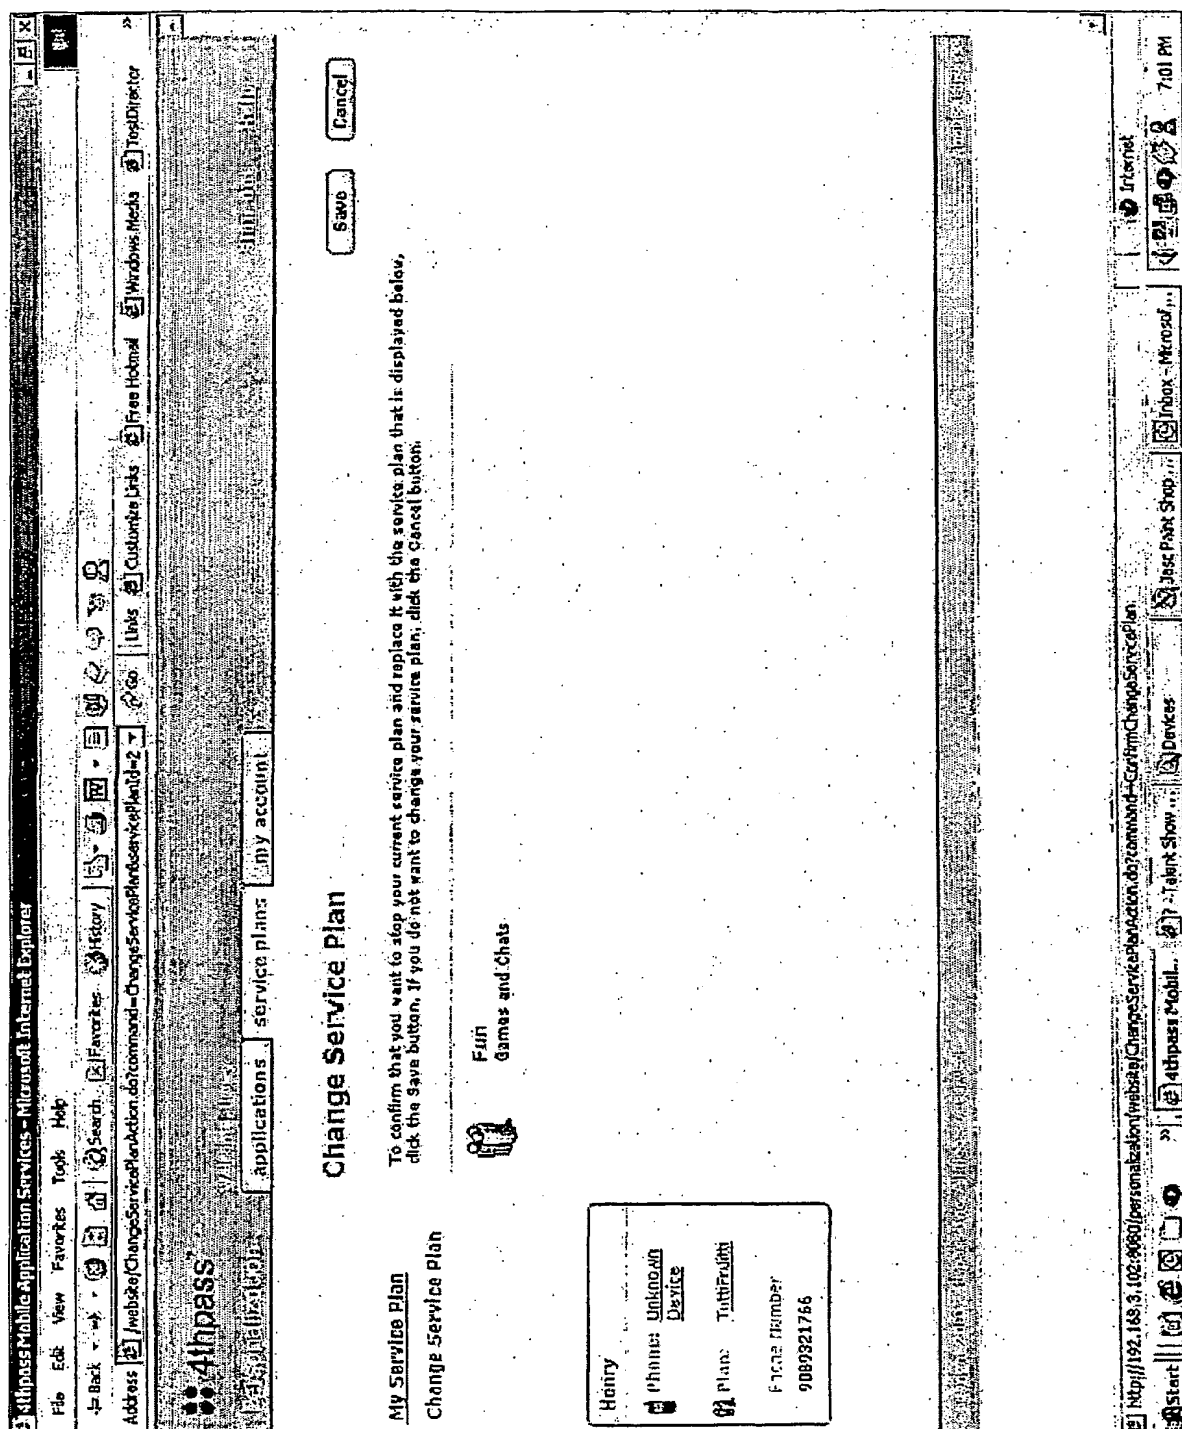 4thpass Mobile Application Services - Microsoft Internet Explorer
File Edit View Favorites Tools Help
Back Search Favorites History
Address /website/ChangeServicePlanAction.do?command=ChangeServicePlan&servicePlanId=2 Go Links Customize Links Free Hotmail Windows Media TestDirector
4thpass
applications service plans my account
Change Service Plan
Save Cancel
My Service Plan
Change Service Plan
To confirm that you want to stop your current service plan and replace it with the service plan that is displayed below,
click the Save button. If you do not want to change your service plan, click the Cancel button.
Fun
Games and Chats
Henry
Phone: Unknown
Device
Plan: TuttiFrutti
Phone Number
9089321766
http://192.168.3.102:8080/personalization/website/ChangeServicePlanAction.do?command=ConfirmChangeServicePlan Internet
Start 4thpass Mobil... Talent Show ... Devices Jasc Paint Shop ... Inbox - Microsof... 7:01 PM